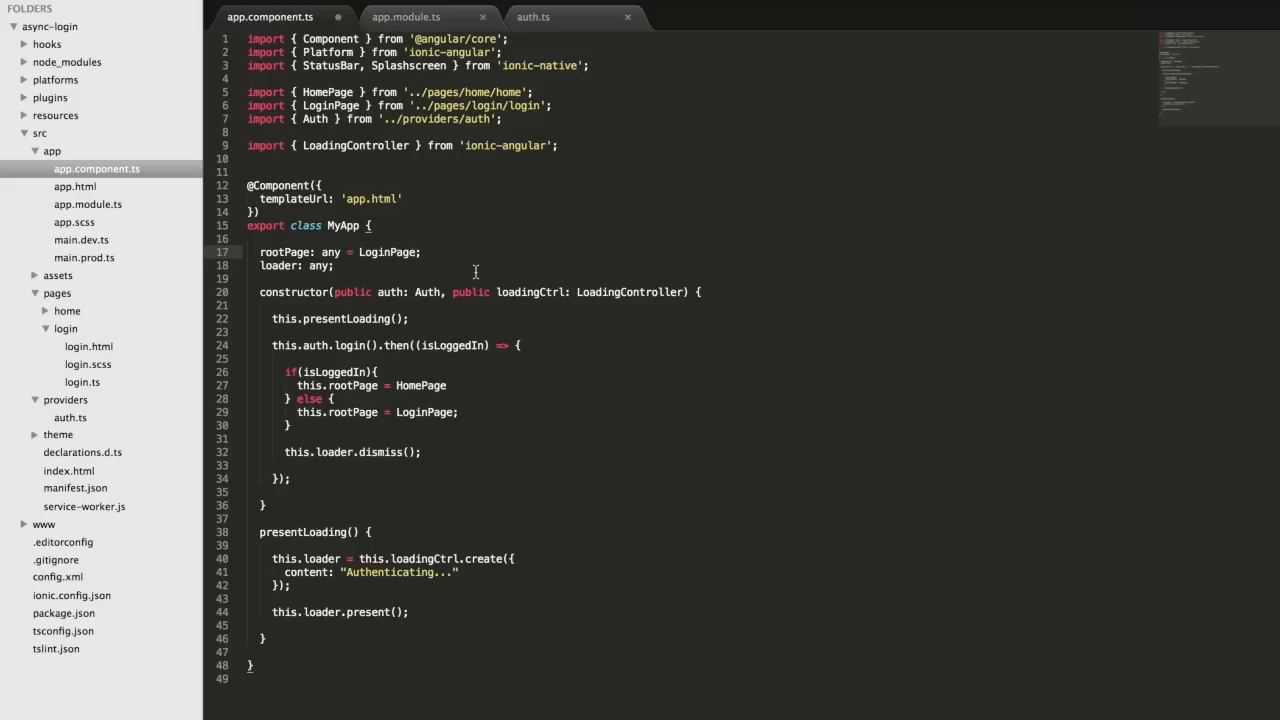 FOLDERS
async-login
hooks
node_modules
platforms
plugins
resources
src
app
app.component.ts
app.html
app.module.ts
app.scss
main.dev.ts
main.prod.ts
assets
pages
home
login
login.html
login.scss
login.ts
providers
auth.ts
theme
declarations.d.ts
index.html
manifest.json
service-worker.js
www
.editorconfig
.gitignore
config.xml
ionic.config.json
package.json
tsconfig.json
tslint.json
app.component.ts app.module.ts × auth.ts ×
1 import { Component } from '@angular/core';
2 import { Platform } from 'ionic-angular';
3 import { StatusBar, Splashscreen } from 'ionic-native';
4
5 import { HomePage } from '../pages/home/home';
6 import { LoginPage } from '../pages/login/login';
7 import { Auth } from '../providers/auth';
8
9 import { LoadingController } from 'ionic-angular';
10
11
12 @Component({
13 templateUrl: 'app.html'
14 })
15 export class MyApp {
16
17 rootPage: any = LoginPage;
18 loader: any;
19
20 constructor(public auth: Auth, public loadingCtrl: LoadingController) {
21
22 this.presentLoading();
23
24 this.auth.login().then((isLoggedIn) => {
25
26 if(isLoggedIn){
27 this.rootPage = HomePage
28 } else {
29 this.rootPage = LoginPage;
30 }
31
32 this.loader.dismiss();
33
34 });
35
36 }
37
38 presentLoading() {
39
40 this.loader = this.loadingCtrl.create({
41 content: "Authenticating..."
42 });
43
44 this.loader.present();
45
46 }
47
48 }
49